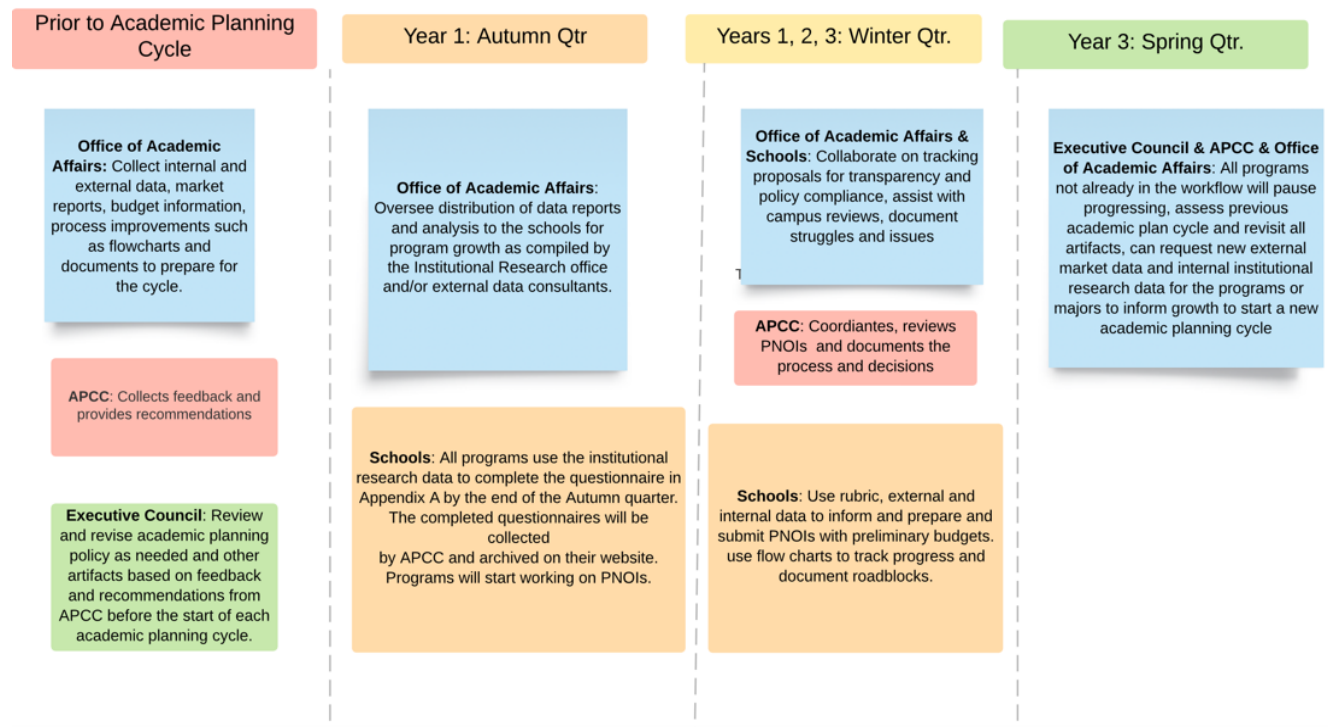 Prior to Academic Planning
Cycle
Year 1: Autumn Qtr
Years 1, 2, 3: Winter Qtr.
Year 3: Spring Qtr.
Office of Academic
Affairs: Collect internal and
external data, market
reports, budget information,
process improvements such
as flowcharts and
documents to prepare for
the cycle.
APCC: Collects feedback and
provides recommendations
Executive Council: Review
and revise academic planning
policy as needed and other
artifacts based on feedback
and recommendations from
APCC before the start of each
academic planning cycle.
Office of Academic Affairs:
Oversee distribution of data reports
and analysis to the schools for
program growth as compiled by
the Institutional Research office
and/or external data consultants.
Schools: All programs use the institutional
research data to complete the questionnaire in
Appendix A by the end of the Autumn quarter.
The completed questionnaires will be
collected
by APCC and archived on their website.
Programs will start working on PNOIs.
Office of Academic Affairs &
Schools: Collaborate on tracking
proposals for transparency and
policy compliance, assist with
campus reviews, document
struggles and issues
APCC: Coordiantes, reviews
PNOIs and documents the
process and decisions
Schools: Use rubric, external and
internal data to inform and prepare and
submit PNOIs with preliminary budgets.
use flow charts to track progress and
document roadblocks.
Executive Council & APCC & Office
of Academic Affairs: All programs
not already in the workflow will pause
progressing, assess previous
academic plan cycle and revisit all
artifacts, can request new external
market data and internal institutional
research data for the programs or
majors to inform growth to start a new
academic planning cycle